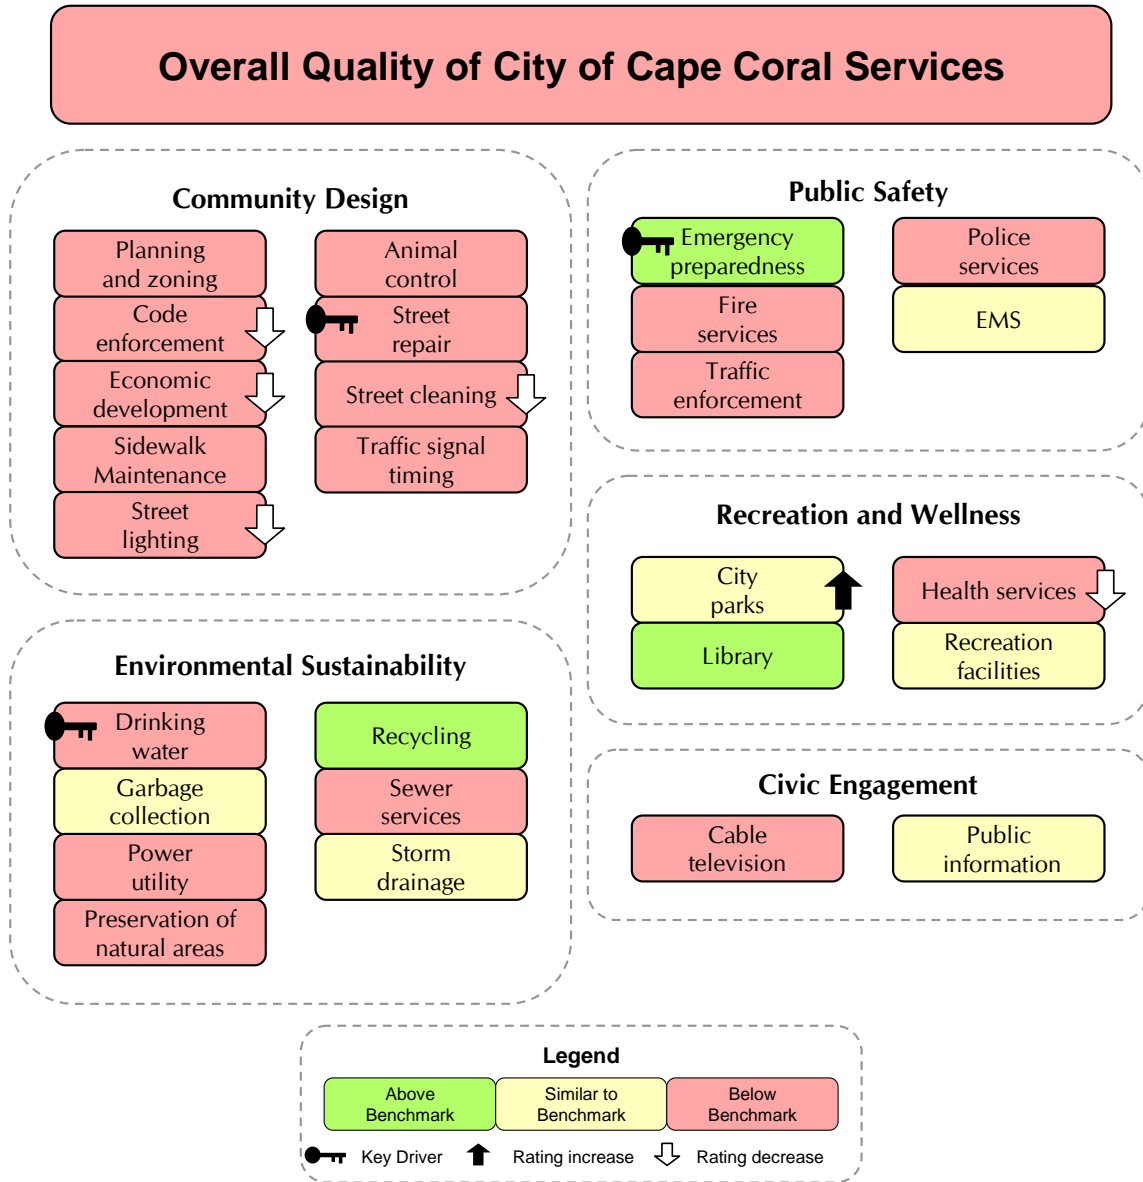 Overall Quality of City of Cape Coral Services
Community Design
Planning
and zoning
Code
enforcement
Economic
development
Sidewalk
Maintenance
Street
lighting
Animal
control
Street
repair
Street cleaning
Traffic signal
timing
Public Safety
Emergency
preparedness
Fire
services
Traffic
enforcement
Police
services
EMS
Recreation and Wellness
City
parks
Library
Health services
Recreation
facilities
Environmental Sustainability
Drinking
water
Garbage
collection
Power
utility
Preservation of
natural areas
Recycling
Sewer
services
Storm
drainage
Civic Engagement
Cable
television
Public
information
Legend
Above
Benchmark
Similar to
Benchmark
Below
Benchmark
Key Driver
Rating increase
Rating decrease